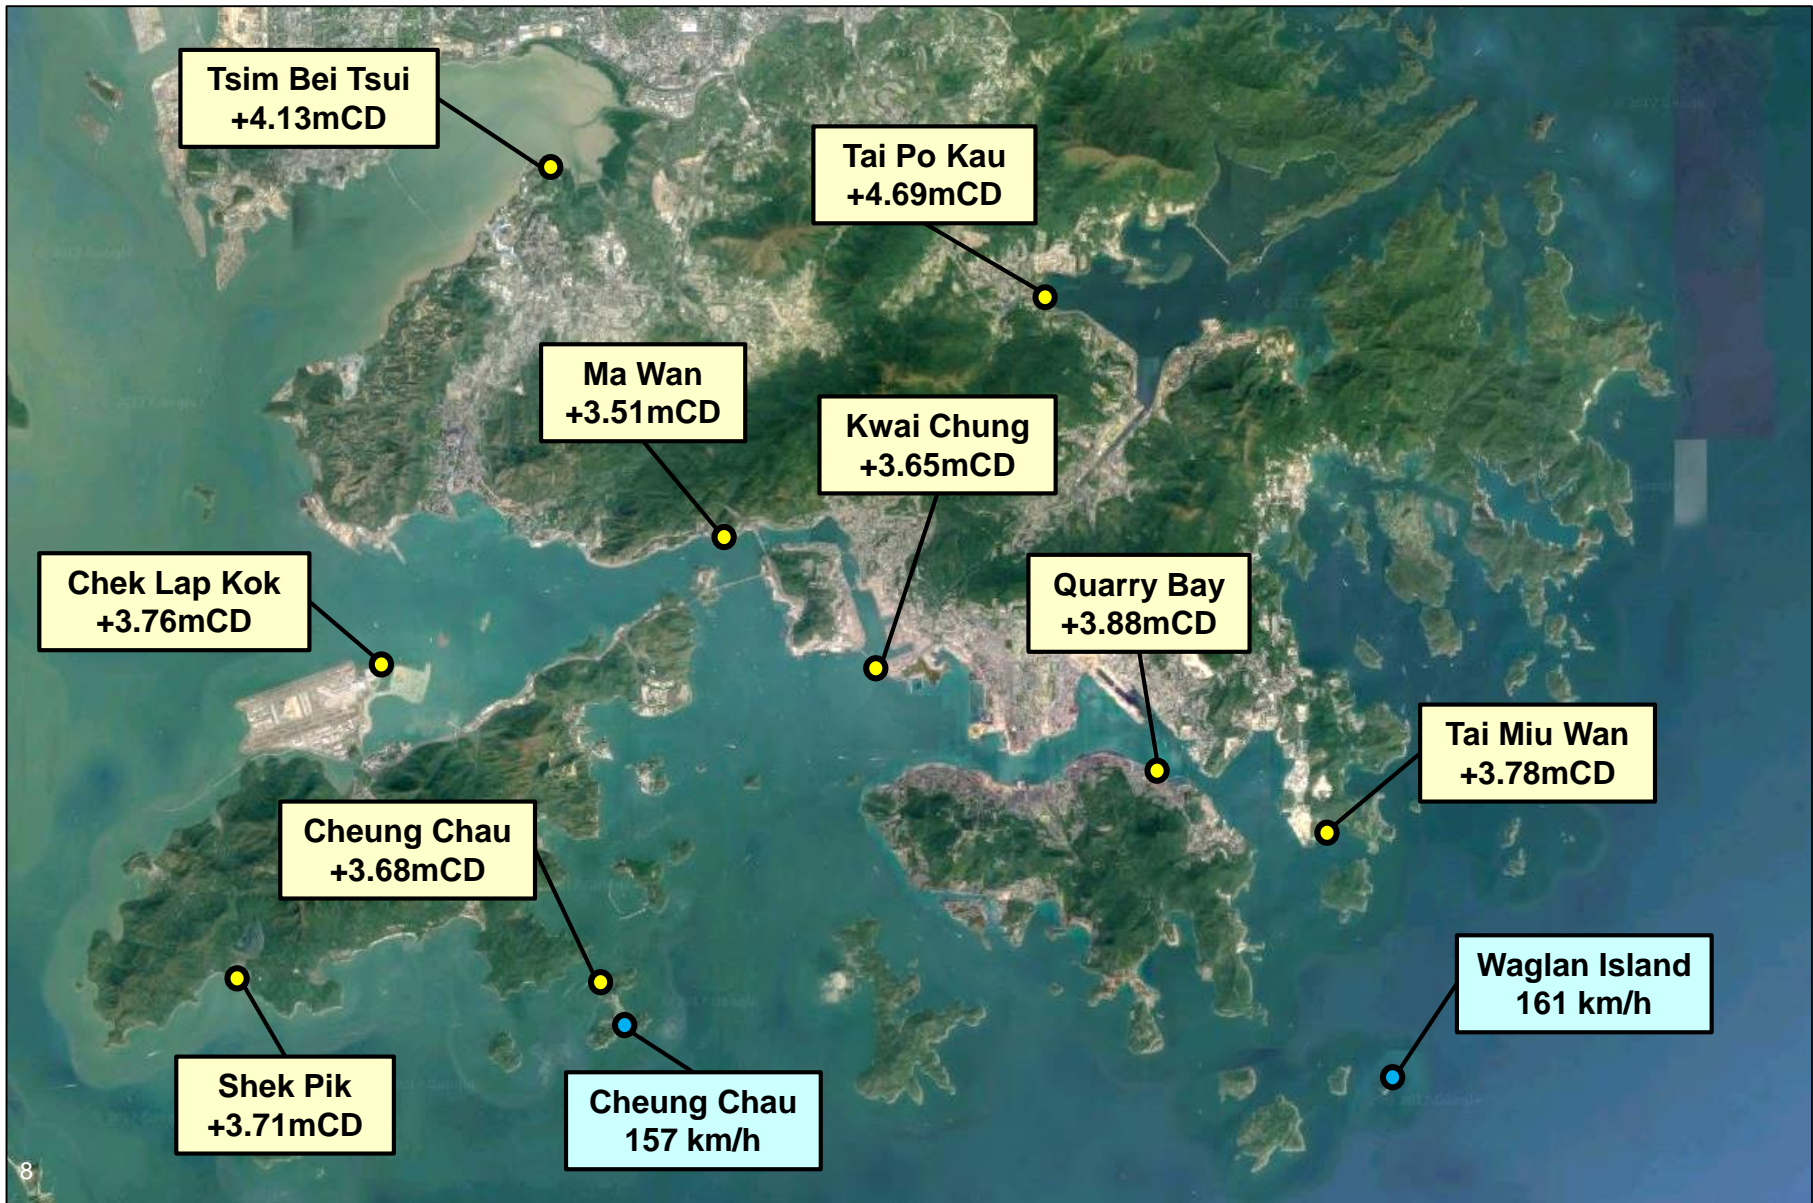 Tsim Bei Tsui
+4.13mCD
Tai Po Kau
+4.69mCD
Ma Wan
+3.51mCD
Kwai Chung
+3.65mCD
Chek Lap Kok
+3.76mCD
Quarry Bay
+3.88mCD
Tai Miu Wan
+3.78mCD
Cheung Chau
+3.68mCD
Waglan Island
161 km/h
Shek Pik
+3.71mCD
Cheung Chau
157 km/h
8